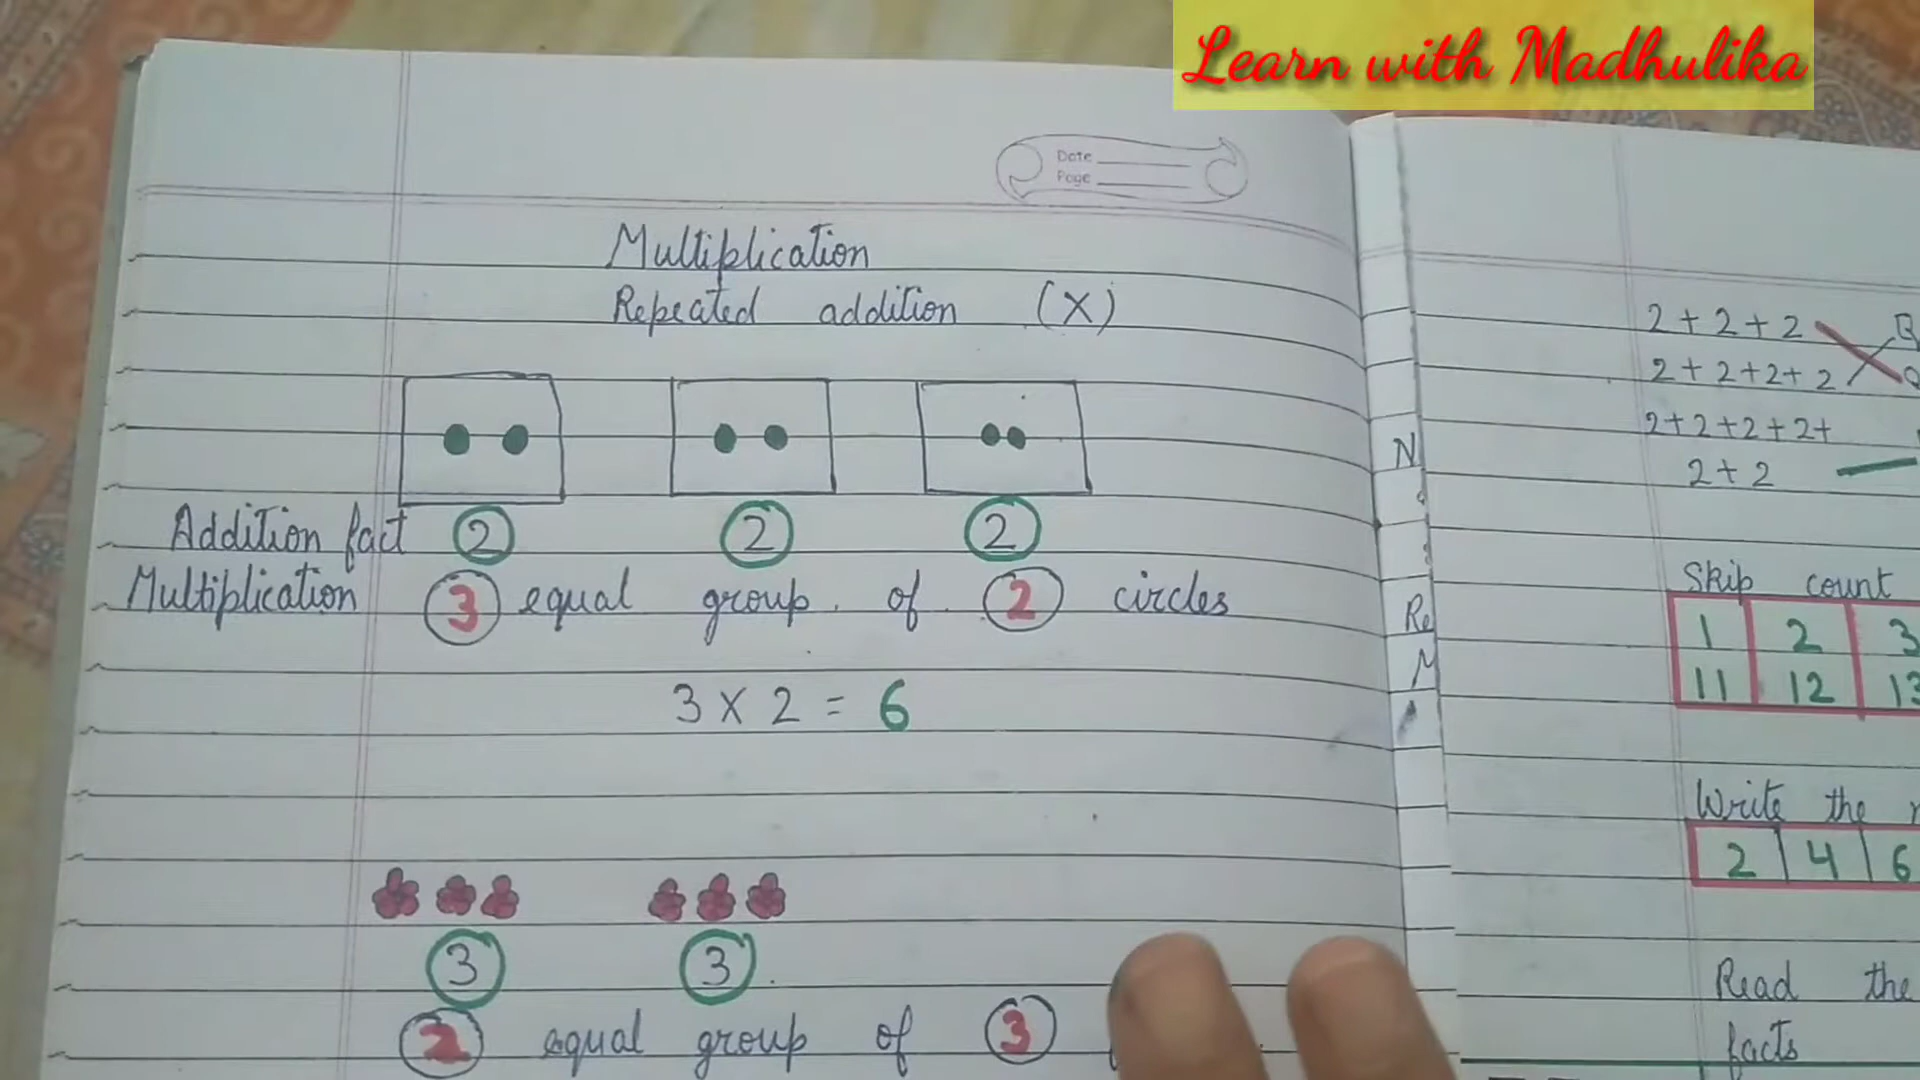 Learn with Madhulika
Date
Page
Multiplication
Repeated addition (X)
Addition fact 2 2 2
Multiplication 3 equal group of 2 circles
3 X 2 = 6
3 3
2 equal group of 3
N
Re
M
2 + 2 + 2
2 + 2 + 2 + 2
2 + 2 + 2 + 2 +
2 + 2
Skip count
1 2 3
11 12 13
Write the
2 4 6
Read the
facts